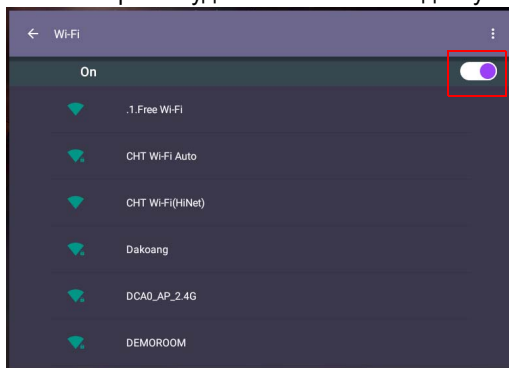 Wi-Fi
On
.1.Free Wi-Fi
CHT Wi-Fi Auto
CHT Wi-Fi(HiNet)
Dakoang
DCA0_AP_2.4G
DEMOROOM